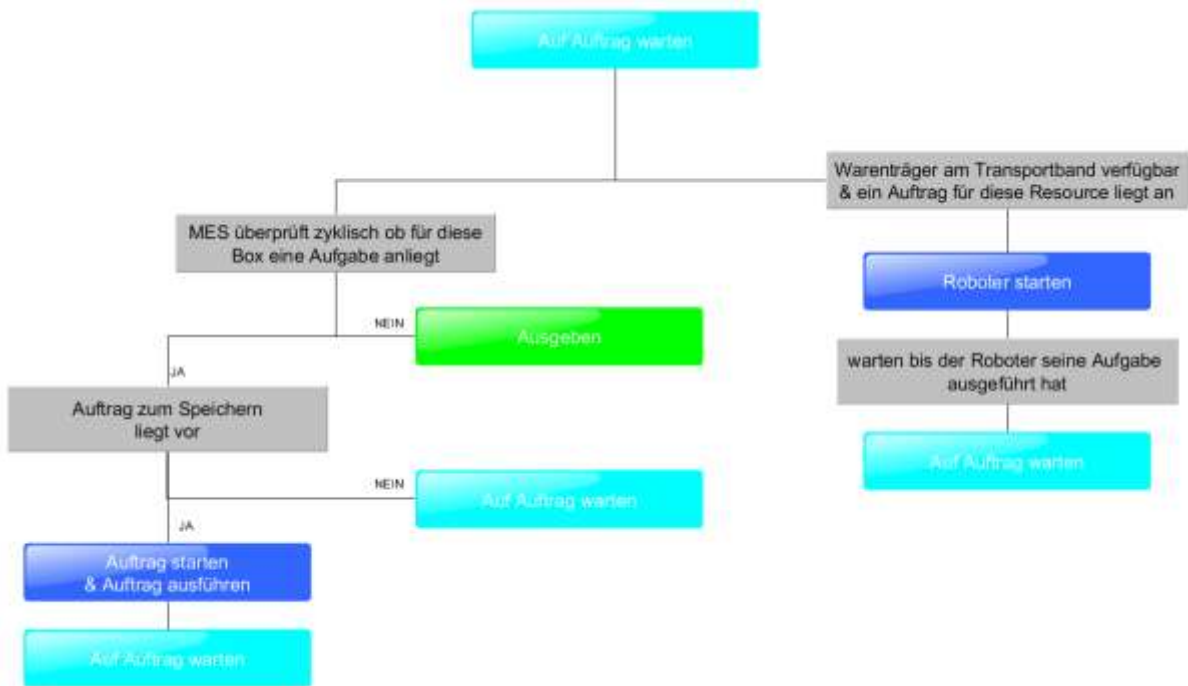 Auf Auftrag warten
Warenträger am Transportband verfügbar
& ein Auftrag für diese Resource liegt an
MES überprüft zyklisch ob für diese
Box eine Aufgabe anliegt
Roboter starten
NEIN
Ausgeben
warten bis der Roboter seine Aufgabe
ausgeführt hat
JA
Auftrag zum Speichern
liegt vor
Auf Auftrag warten
NEIN
Auf Auftrag warten
JA
Auftrag starten
& Auftrag ausführen
Auf Auftrag warten